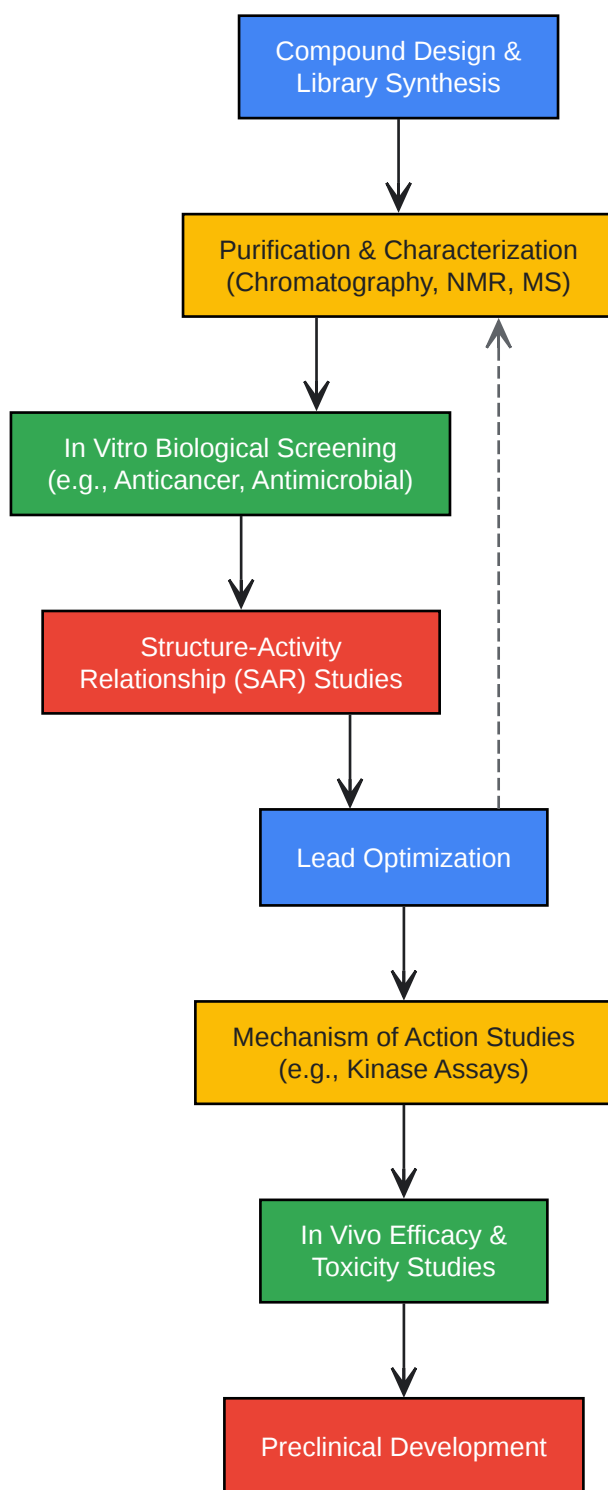 Compound Design &
Library Synthesis
Purification & Characterization
(Chromatography, NMR, MS)
In Vitro Biological Screening
(e.g., Anticancer, Antimicrobial)
Structure-Activity
Relationship (SAR) Studies
Lead Optimization
Mechanism of Action Studies
(e.g., Kinase Assays)
In Vivo Efficacy &
Toxicity Studies
Preclinical Development